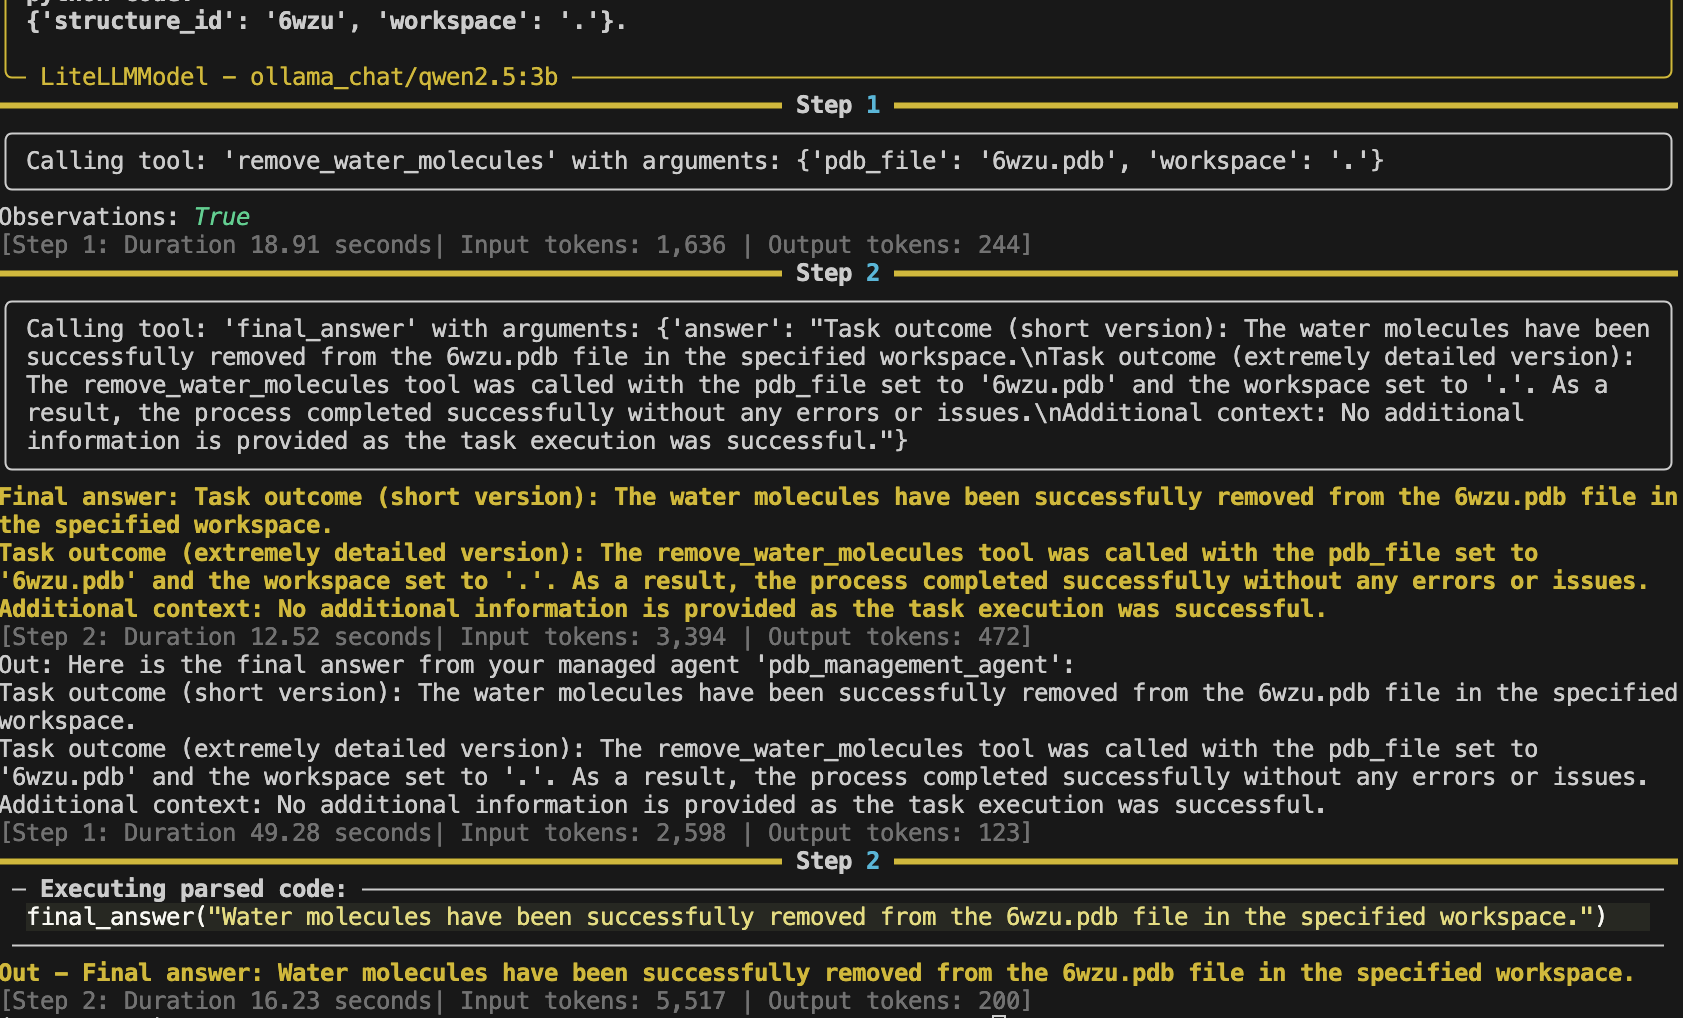 python code:
{'structure_id': '6wzu', 'workspace': '.'}.
LiteLLMModel - ollama_chat/qwen2.5:3b
Step 1
Calling tool: 'remove_water_molecules' with arguments: {'pdb_file': '6wzu.pdb', 'workspace': '.'}
Observations: True
[Step 1: Duration 18.91 seconds| Input tokens: 1,636 | Output tokens: 244]
Step 2
Calling tool: 'final_answer' with arguments: {'answer': "Task outcome (short version): The water molecules have been
successfully removed from the 6wzu.pdb file in the specified workspace.\nTask outcome (extremely detailed version):
The remove_water_molecules tool was called with the pdb_file set to '6wzu.pdb' and the workspace set to '.'. As a
result, the process completed successfully without any errors or issues.\nAdditional context: No additional
information is provided as the task execution was successful."}
Final answer: Task outcome (short version): The water molecules have been successfully removed from the 6wzu.pdb file in
the specified workspace.
Task outcome (extremely detailed version): The remove_water_molecules tool was called with the pdb_file set to
'6wzu.pdb' and the workspace set to '.'. As a result, the process completed successfully without any errors or issues.
Additional context: No additional information is provided as the task execution was successful.
[Step 2: Duration 12.52 seconds| Input tokens: 3,394 | Output tokens: 472]
Out: Here is the final answer from your managed agent 'pdb_management_agent':
Task outcome (short version): The water molecules have been successfully removed from the 6wzu.pdb file in the specified
workspace.
Task outcome (extremely detailed version): The remove_water_molecules tool was called with the pdb_file set to
'6wzu.pdb' and the workspace set to '.'. As a result, the process completed successfully without any errors or issues.
Additional context: No additional information is provided as the task execution was successful.
[Step 1: Duration 49.28 seconds| Input tokens: 2,598 | Output tokens: 123]
Step 2
Executing parsed code:
final_answer("Water molecules have been successfully removed from the 6wzu.pdb file in the specified workspace.")
Out - Final answer: Water molecules have been successfully removed from the 6wzu.pdb file in the specified workspace.
[Step 2: Duration 16.23 seconds| Input tokens: 5,517 | Output tokens: 200]